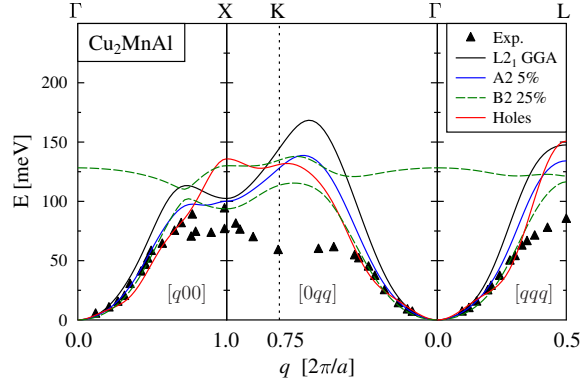 Γ X K Γ L
Cu₂MnAl
Exp.
L2₁ GGA
A2 5%
B2 25%
Holes
250
200
150
100
50
0
E [meV]
[q00] [0qq] [qqq]
0.0 1.0 0.75 0.0 0.5
q [2π/a]